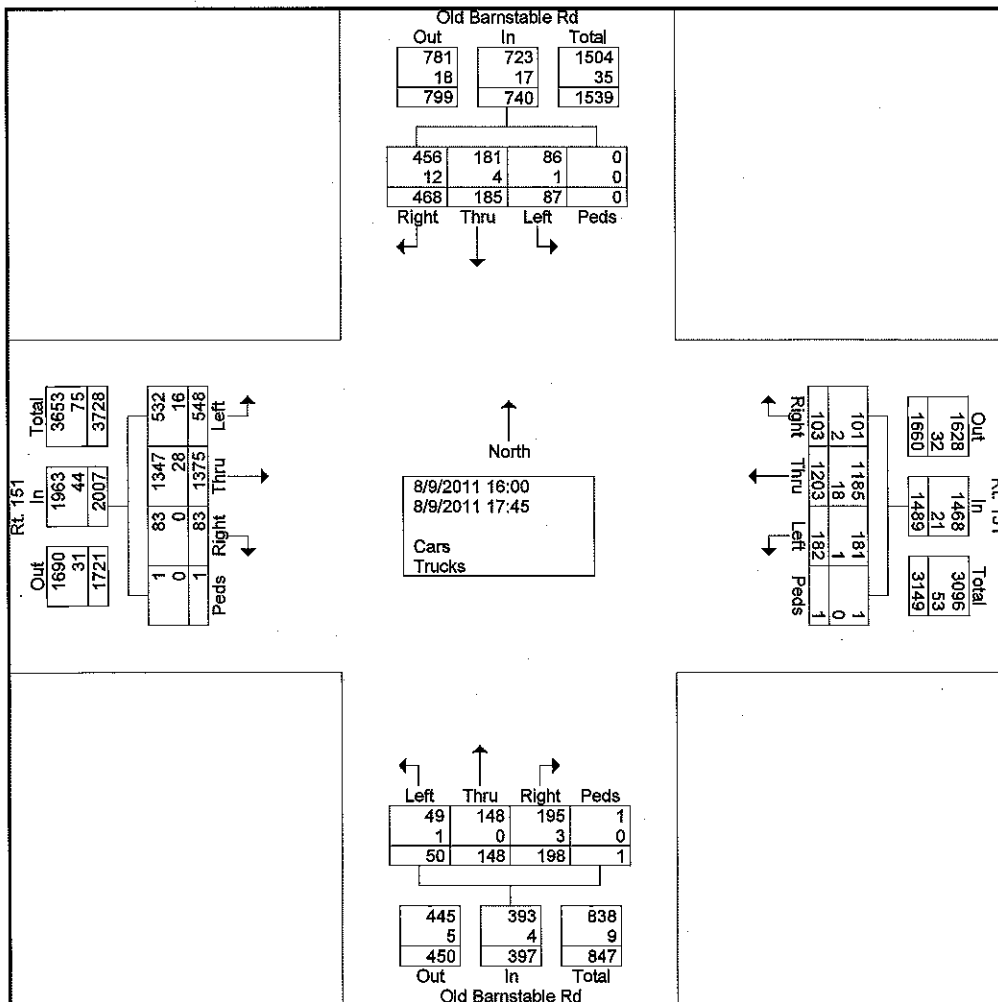 Old Barnstable Rd
Out In Total
781 723 1504
18 17 35
799 740 1539
456 181 86 0
12 4 1 0
468 185 87 0
Right Thru Left Peds
Rt. 151
Total In Out
3653 1963 1690
75 44 31
3728 2007 1721
532 1347 83 1
16 28 0 0
548 1375 83 1
Left Thru Right Peds
North
8/9/2011 16:00
8/9/2011 17:45
Cars
Trucks
Right Thru Left Peds
101 1185 181 1
2 18 1 0
103 1203 182 1
Out In Total
1628 1468 3096
32 21 53
1660 1489 3149
Rt. 151
Left Thru Right Peds
49 148 195 1
1 0 3 0
50 148 198 1
445 393 838
5 4 9
450 397 847
Out In Total
Old Barnstable Rd